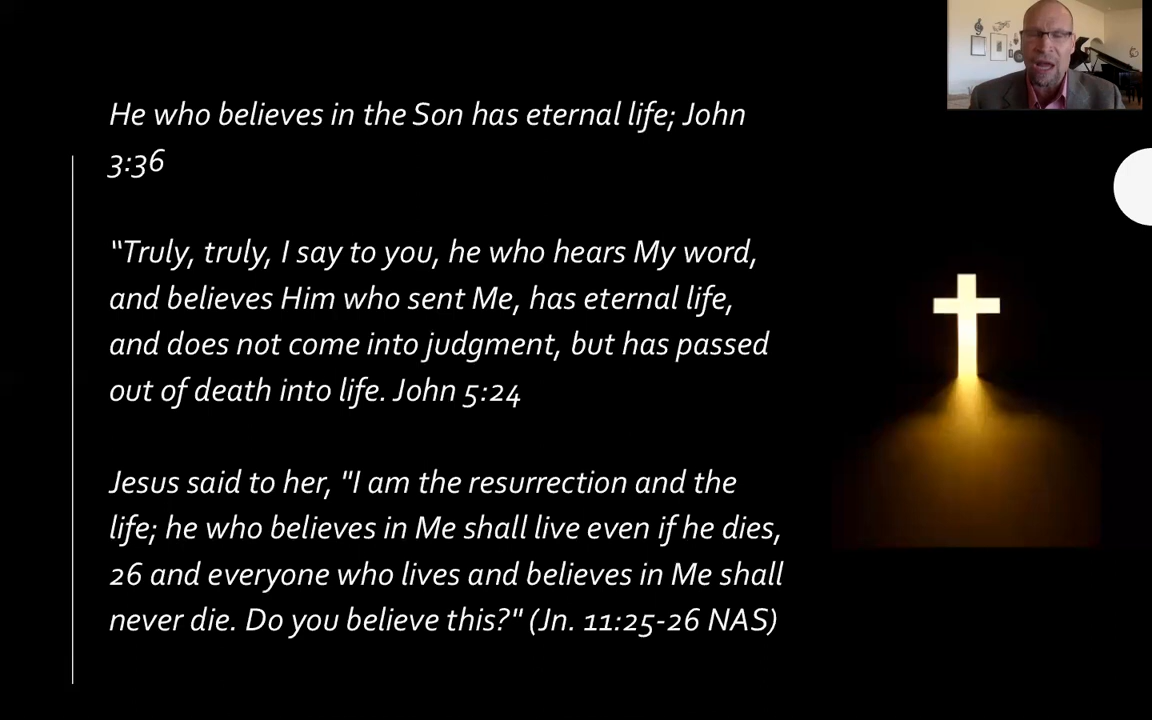 He who believes in the Son has eternal life; John
3:36
“Truly, truly, I say to you, he who hears My word,
and believes Him who sent Me, has eternal life,
and does not come into judgment, but has passed
out of death into life. John 5:24
Jesus said to her, "I am the resurrection and the
life; he who believes in Me shall live even if he dies,
26 and everyone who lives and believes in Me shall
never die. Do you believe this?" (Jn. 11:25-26 NAS)